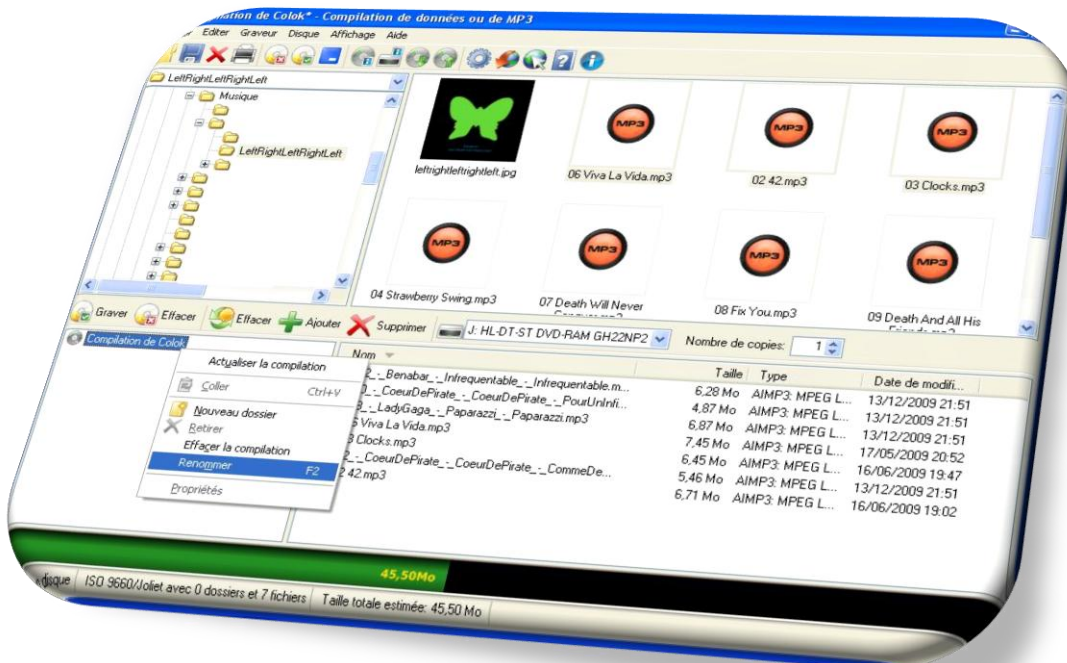 ation de Colok* - Compilation de données ou de MP3
Editer Graveur Disque Affichage Aide
LeftRightLeftRightLeft
Musique
LeftRightLeftRightLeft
leftrightleftrightleft.jpg
06 Viva La Vida.mp3
02 42.mp3
03 Clocks.mp3
04 Strawberry Swing.mp3
07 Death Will Never
08 Fix You.mp3
09 Death And All His
Graver Effacer Effacer Ajouter Supprimer J: HL-DT-ST DVD-RAM GH22NP2 Nombre de copies: 1
Compilation de Colok
Actualiser la compilation
Coller Ctrl+V
Nouveau dossier
Retirer
Effacer la compilation
Renommer F2
Propriétés
Nom Taille Type Date de modifi...
2_-_Benabar_-_Infrequentable_-_Infrequentable.m... 6,28 Mo AIMP3: MPEG L... 13/12/2009 21:51
_-_CoeurDePirate_-_CoeurDePirate_-_PourUnInfi... 4,87 Mo AIMP3: MPEG L... 13/12/2009 21:51
_-_LadyGaga_-_Paparazzi_-_Paparazzi.mp3 6,87 Mo AIMP3: MPEG L... 13/12/2009 21:51
Viva La Vida.mp3 7,45 Mo AIMP3: MPEG L... 17/05/2009 20:52
Clocks.mp3 6,45 Mo AIMP3: MPEG L... 16/06/2009 19:47
_-_CoeurDePirate_-_CoeurDePirate_-_CommeDe... 5,46 Mo AIMP3: MPEG L... 13/12/2009 21:51
42.mp3 6,71 Mo AIMP3: MPEG L... 16/06/2009 19:02
45,50Mo
disque ISO 9660/Joliet avec 0 dossiers et 7 fichiers Taille totale estimée: 45,50 Mo